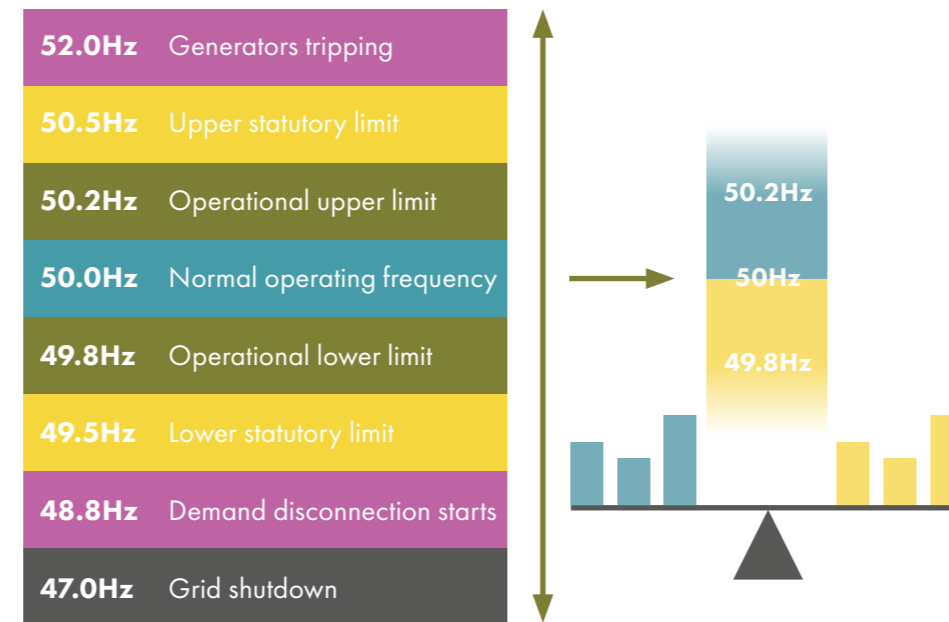 52.0Hz Generators tripping
50.5Hz Upper statutory limit
50.2Hz Operational upper limit
50.0Hz Normal operating frequency
49.8Hz Operational lower limit
49.5Hz Lower statutory limit
48.8Hz Demand disconnection starts
47.0Hz Grid shutdown
50.2Hz
50Hz
49.8Hz